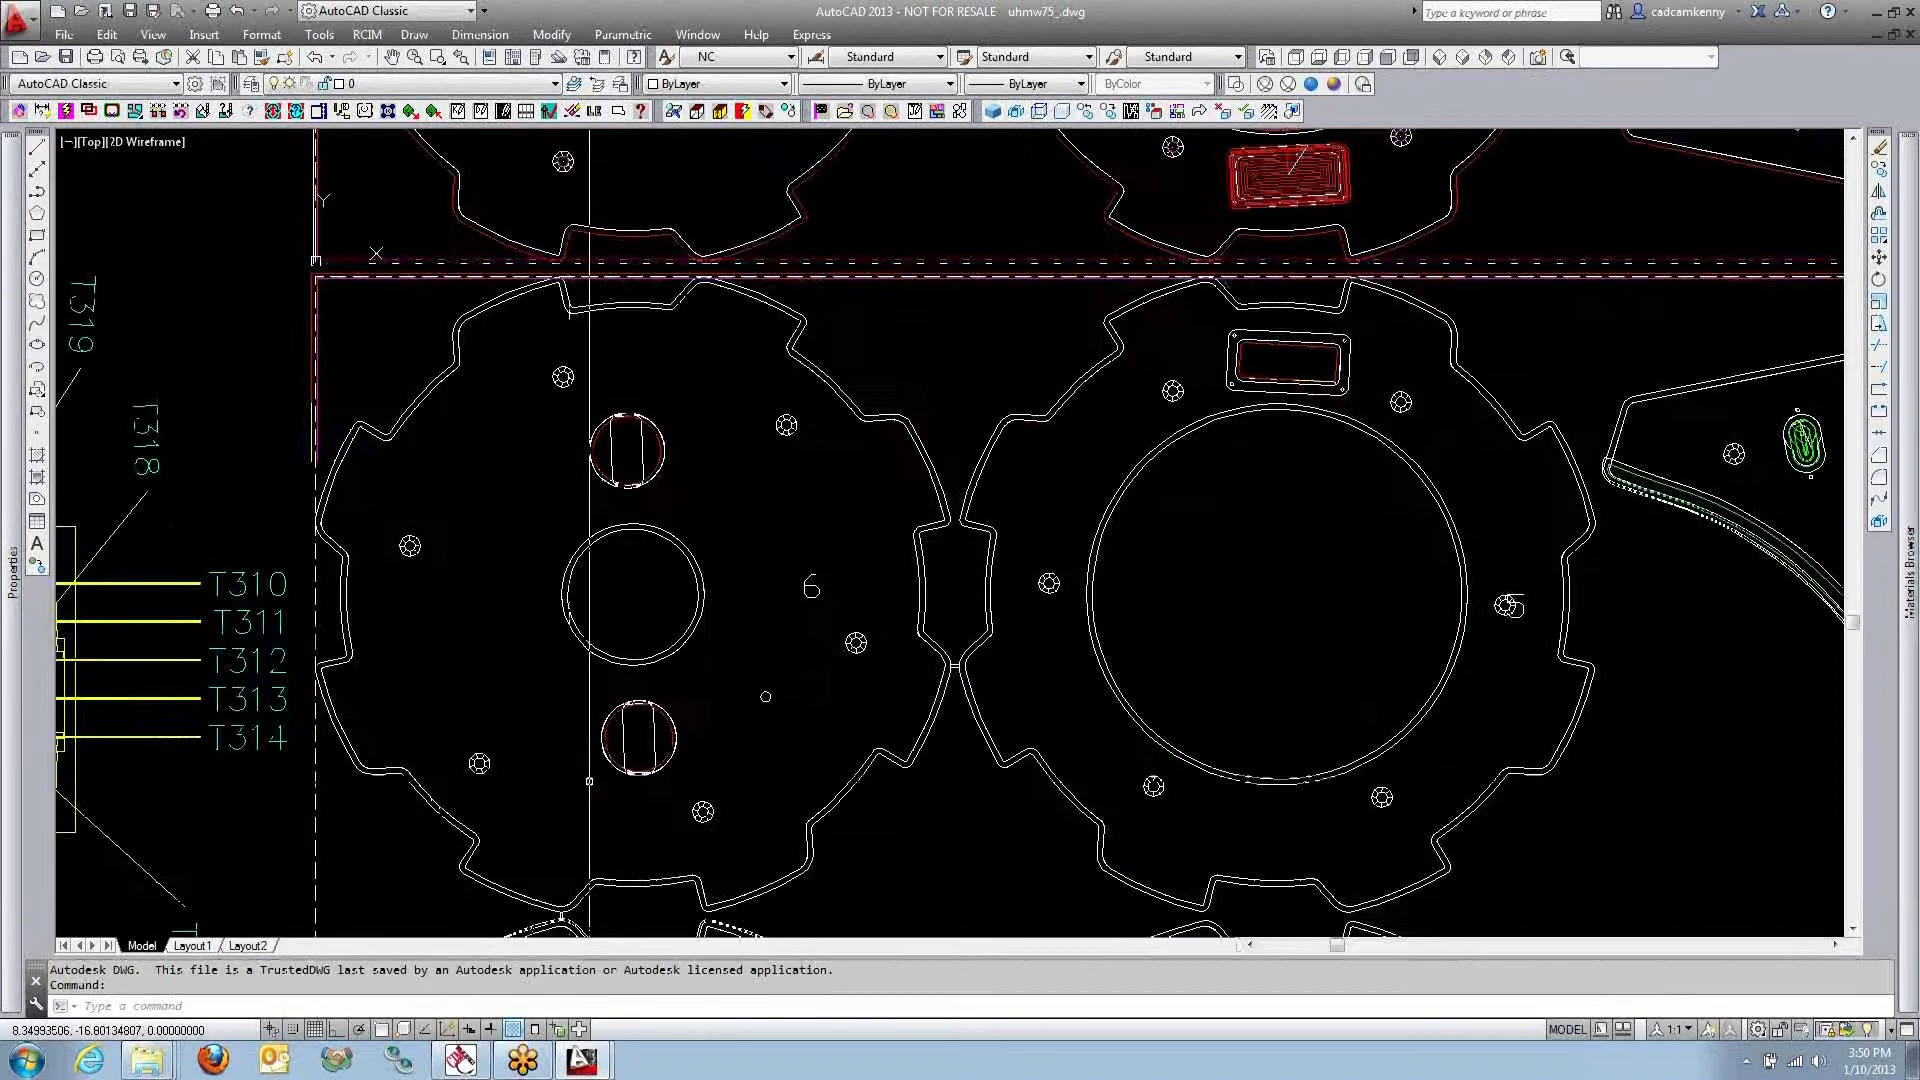 AutoCAD Classic
AutoCAD 2013 - NOT FOR RESALE    uhmw75_.dwg
Type a keyword or phrase
cadcamkenny
File
Edit
View
Insert
Format
Tools
RCIM
Draw
Dimension
Modify
Parametric
Window
Help
Express
NC
Standard
Standard
Standard
AutoCAD Classic
0
ByLayer
ByLayer
ByLayer
ByColor
[−][Top][2D Wireframe]
Y
X
T319
T318
T310
T311
T312
T313
T314
6
5
Properties
Materials Browser
Model
Layout1
Layout2
Autodesk DWG.  This file is a TrustedDWG last saved by an Autodesk application or Autodesk licensed application.
Command:
Type a command
8.34993506, -16.80134807, 0.00000000
MODEL
1:1
3:50 PM
1/10/2013